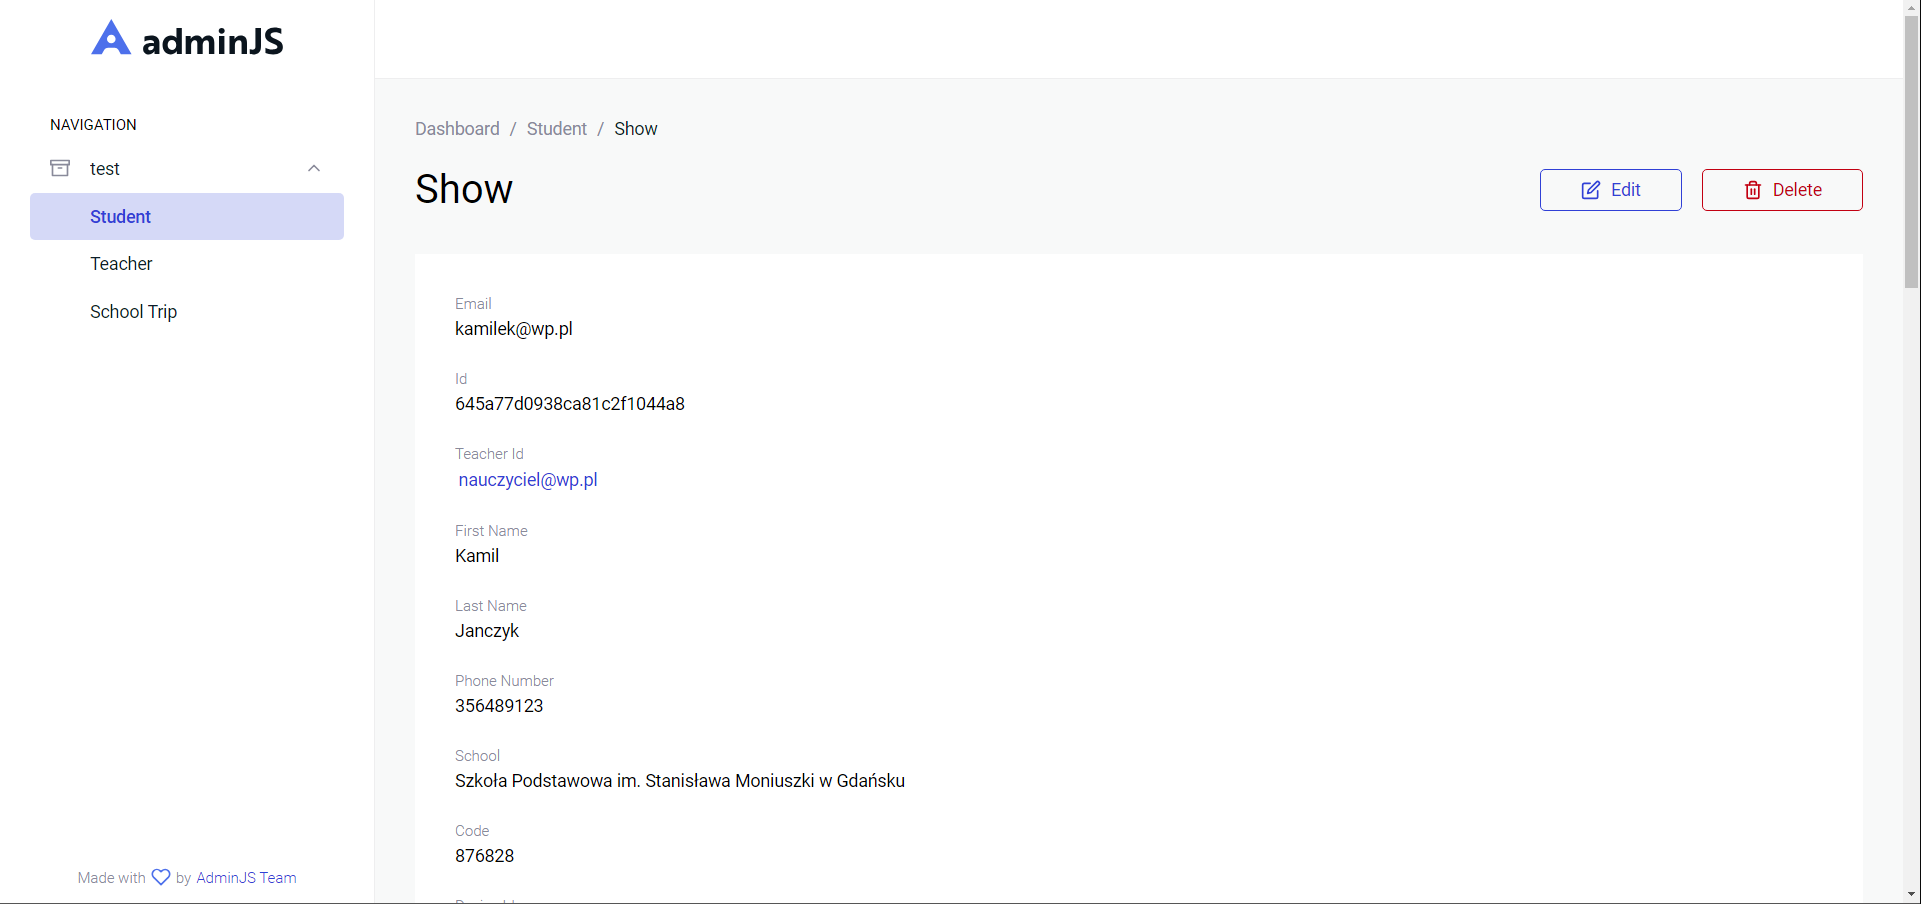 adminJS
NAVIGATION
test
Student
Teacher
School Trip
Made with by AdminJS Team
Dashboard / Student / Show
Show
Edit
Delete
Email
kamilek@wp.pl
Id
645a77d0938ca81c2f1044a8
Teacher Id
nauczyciel@wp.pl
First Name
Kamil
Last Name
Janczyk
Phone Number
356489123
School
Szkoła Podstawowa im. Stanisława Moniuszki w Gdańsku
Code
876828